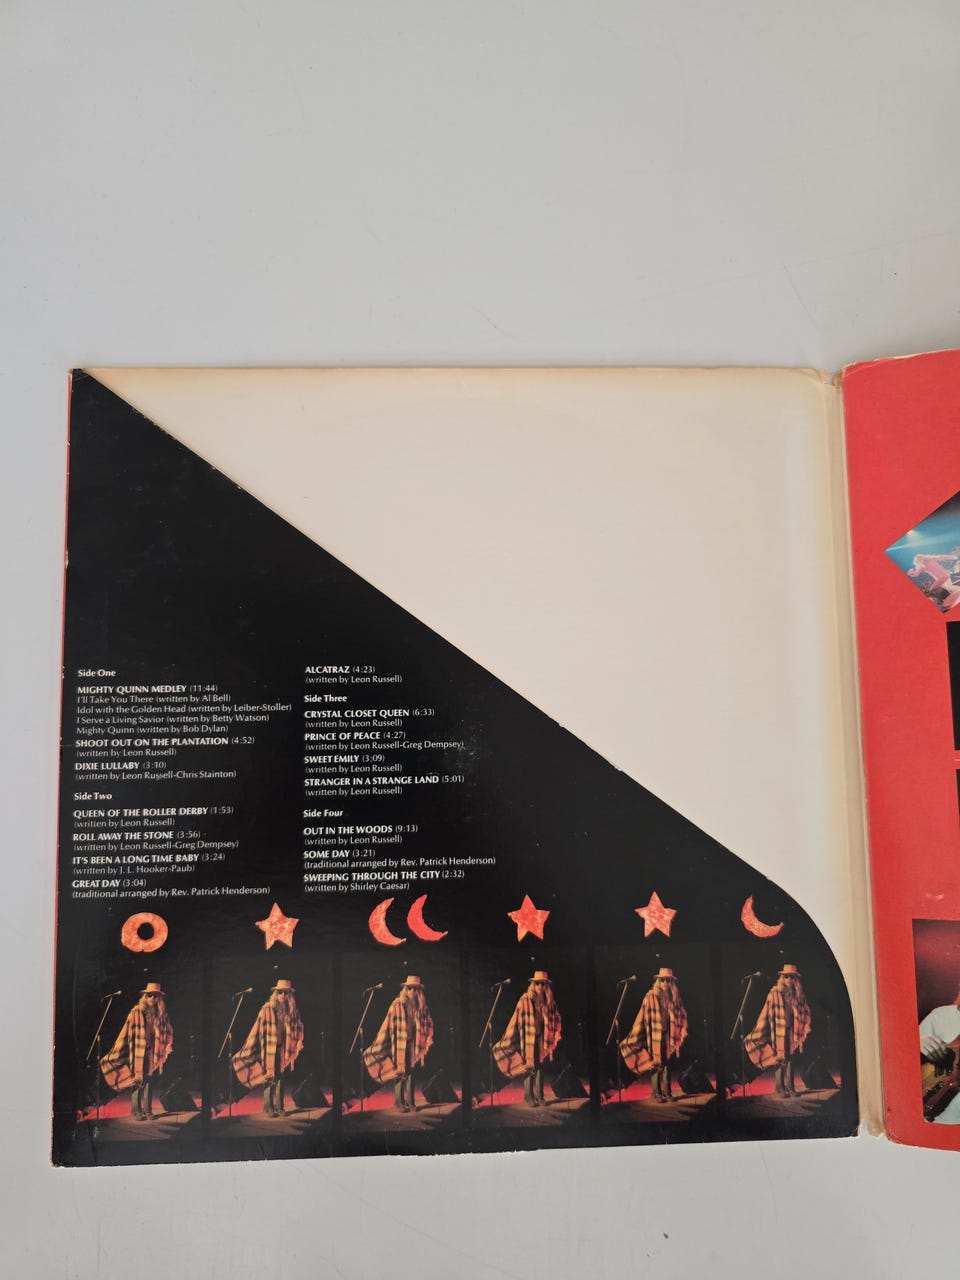 Side One
MIGHTY QUINN MEDLEY (11:44)
I'll Take You There (written by Al Bell)
Idol with the Golden Head (written by Leiber-Stoller)
I Serve a Living Savior (written by Betty Watson)
Mighty Quinn (written by Bob Dylan)
SHOOT OUT ON THE PLANTATION (4:52)
(written by Leon Russell)
DIXIE LULLABY (3:10)
(written by Leon Russell-Chris Stainton)
Side Two
QUEEN OF THE ROLLER DERBY (1:53)
(written by Leon Russell)
ROLL AWAY THE STONE (3:56)
(written by Leon Russell-Greg Dempsey)
IT'S BEEN A LONG TIME BABY (3:24)
(written by J. L. Hooker-Paub)
GREAT DAY (3:04)
(traditional arranged by Rev. Patrick Henderson)
ALCATRAZ (4:23)
(written by Leon Russell)
Side Three
CRYSTAL CLOSET QUEEN (6:33)
(written by Leon Russell)
PRINCE OF PEACE (4:27)
(written by Leon Russell-Greg Dempsey)
SWEET EMILY (3:09)
(written by Leon Russell)
STRANGER IN A STRANGE LAND (5:01)
(written by Leon Russell)
Side Four
OUT IN THE WOODS (9:13)
(written by Leon Russell)
SOME DAY (3:21)
(traditional arranged by Rev. Patrick Henderson)
SWEEPING THROUGH THE CITY (2:32)
(written by Shirley Caesar)